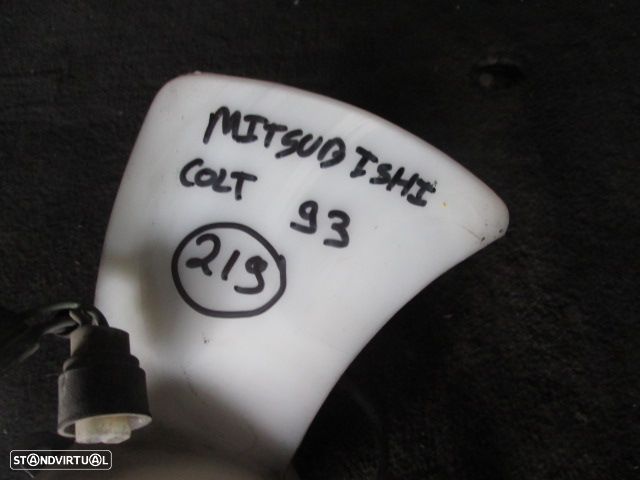 MITSUBISHI
COLT 93
219
STANDVIRTUAL